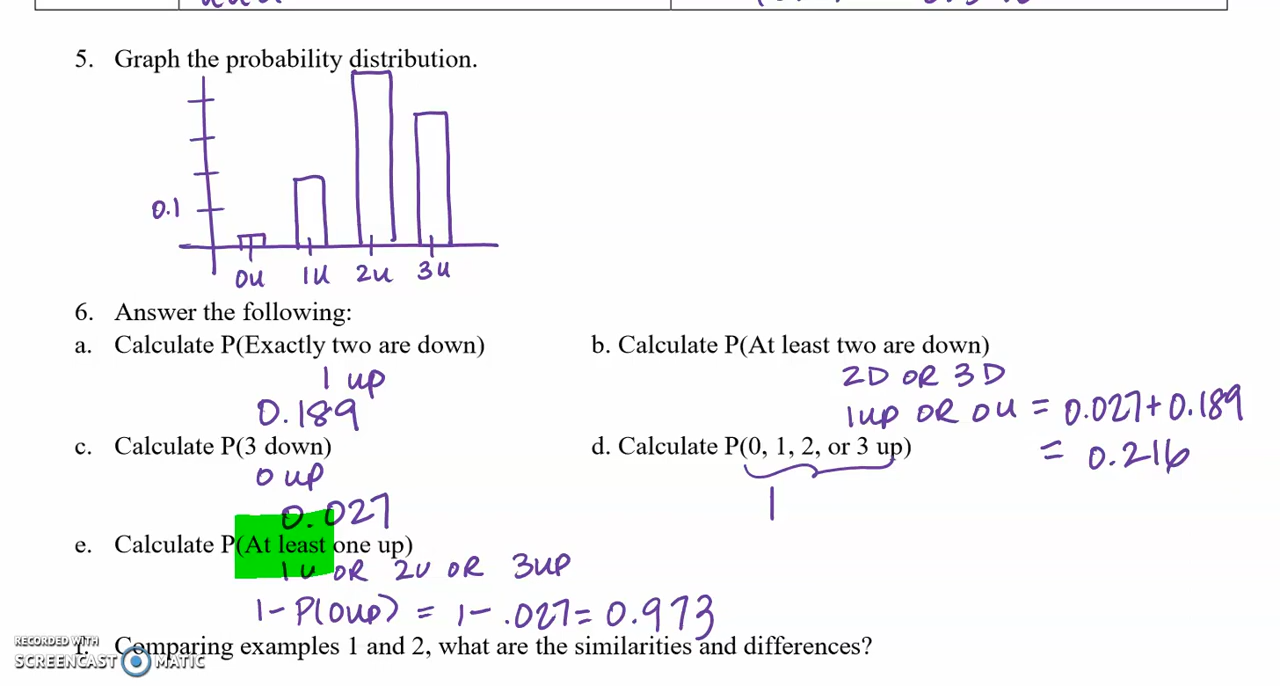 5. Graph the probability distribution.
0.1
0u 1u 2u 3u
6. Answer the following:
a. Calculate P(Exactly two are down)
1 up
0.189
b. Calculate P(At least two are down)
2D OR 3D
1up OR 0u = 0.027+0.189
= 0.216
c. Calculate P(3 down)
0 up
0.027
d. Calculate P(0, 1, 2, or 3 up)
1
e. Calculate P(At least one up)
1u OR 2u OR 3up
1-P(0up) = 1-.027=0.973
f. Comparing examples 1 and 2, what are the similarities and differences?
RECORDED WITH
SCREENCAST MATIC